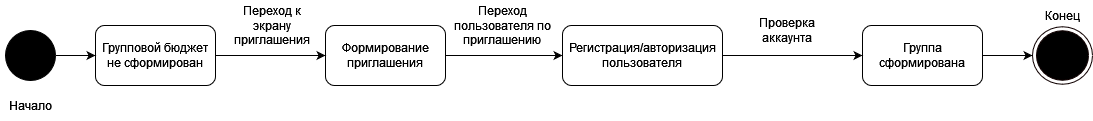 Начало
Групповой бюджет
не сформирован
Переход к
экрану
приглашения
Формирование
приглашения
Переход
пользователя по
приглашению
Регистрация/авторизация
пользователя
Проверка
аккаунта
Группа
сформирована
Конец